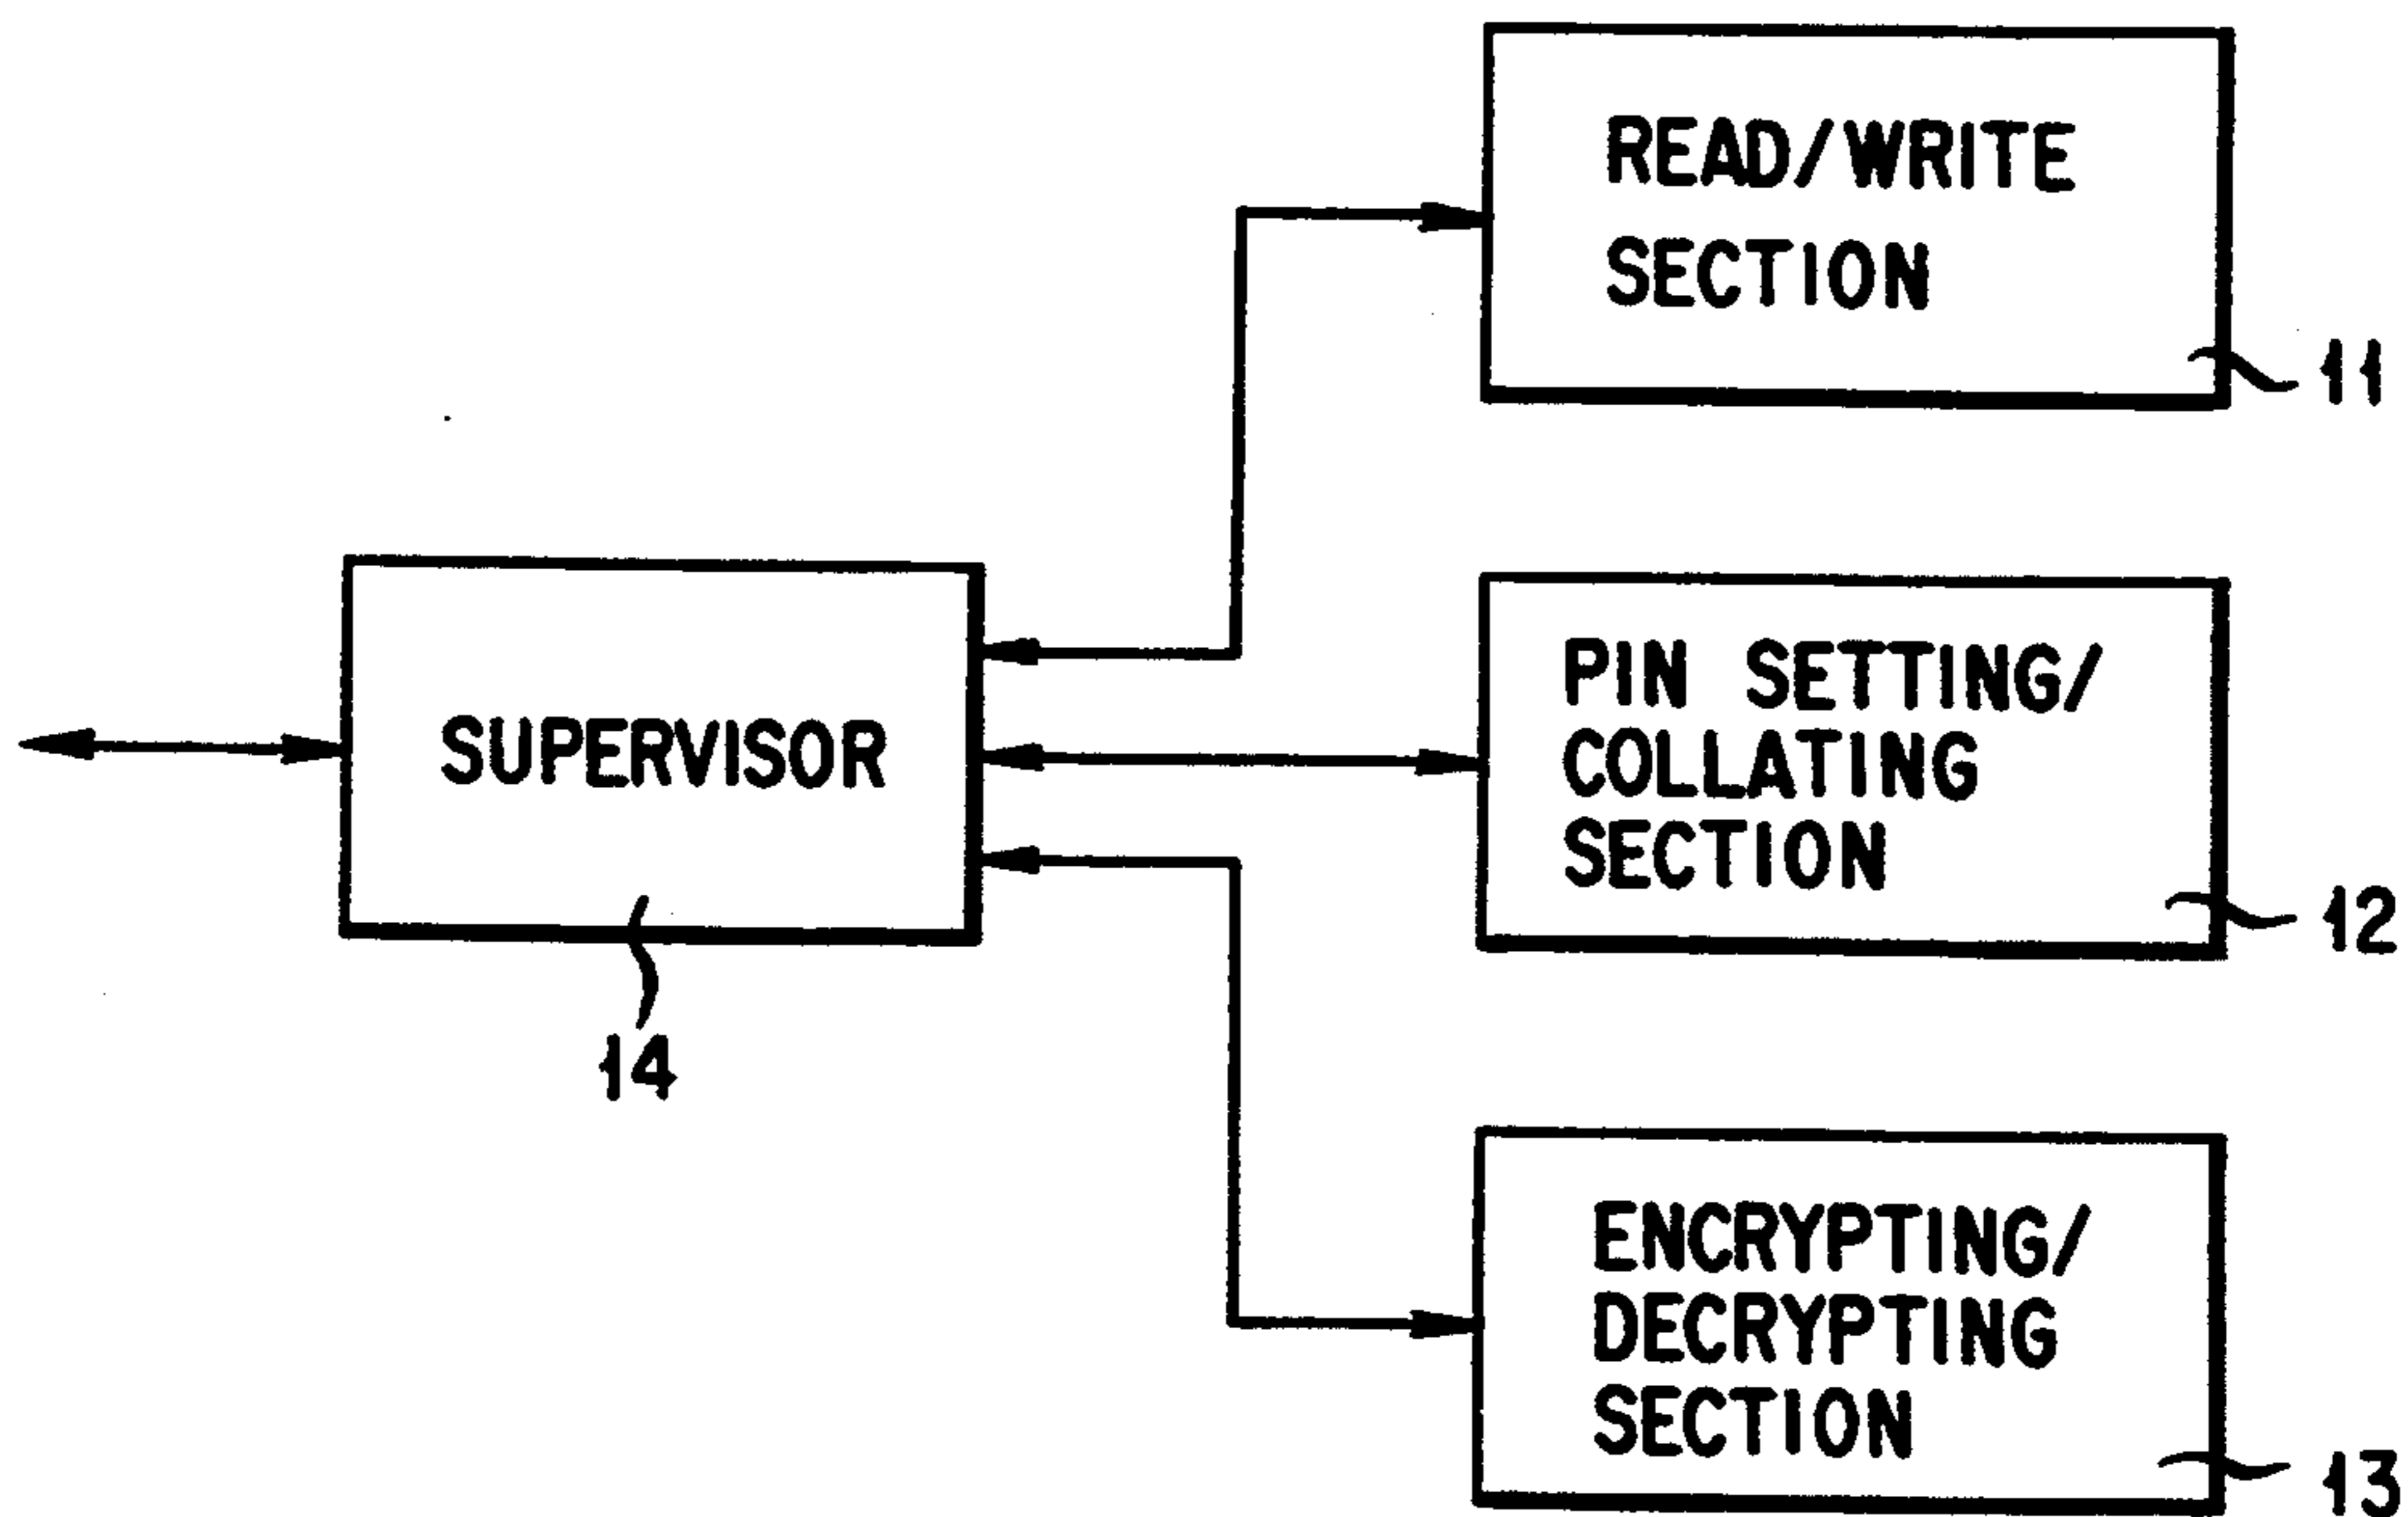 READ/WRITE
SECTION
11
SUPERVISOR
14
PIN SETTING/
COLLATING
SECTION
12
ENCRYPTING/
DECRYPTING
SECTION
13